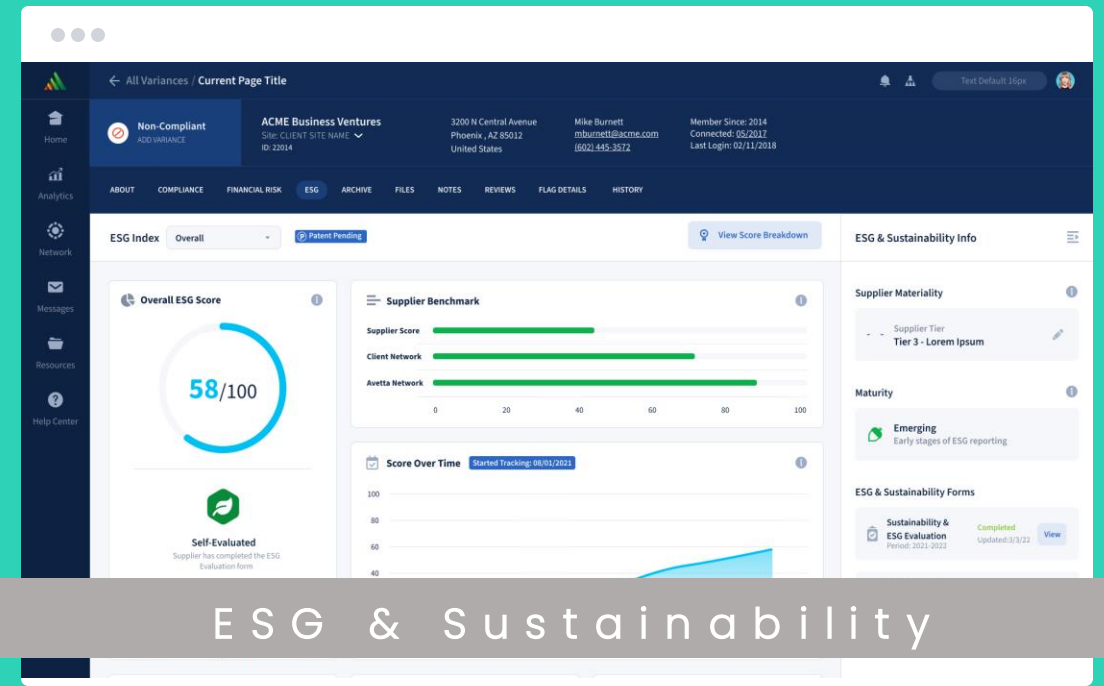 ← All Variances / Current Page Title
Text Default 16px
Home
Analytics
Network
Messages
Resources
Help Center
Non-Compliant
ADD VARIANCE
ACME Business Ventures
Site: CLIENT SITE NAME
ID: 22014
3200 N Central Avenue
Phoenix , AZ 85012
United States
Mike Burnett
mburnett@acme.com
(602) 445-3572
Member Since: 2014
Connected: 05/2017
Last Login: 02/11/2018
ABOUT COMPLIANCE FINANCIAL RISK ESG ARCHIVE FILES NOTES REVIEWS FLAG DETAILS HISTORY
ESG Index Overall
Ⓟ Patent Pending
View Score Breakdown
Overall ESG Score
58/100
Self-Evaluated
Supplier has completed the ESG
Evaluation form
Supplier Benchmark
Supplier Score
Client Network
Avetta Network
0 20 40 60 80 100
Score Over Time Started Tracking: 08/01/2021
100
80
60
40
ESG & Sustainability Info
Supplier Materiality
- - Supplier Tier
Tier 3 - Lorem Ipsum
Maturity
Emerging
Early stages of ESG reporting
ESG & Sustainability Forms
Sustainability &
ESG Evaluation
Period: 2021-2023
Completed
Updated:3/3/22
View
ESG & Sustainability